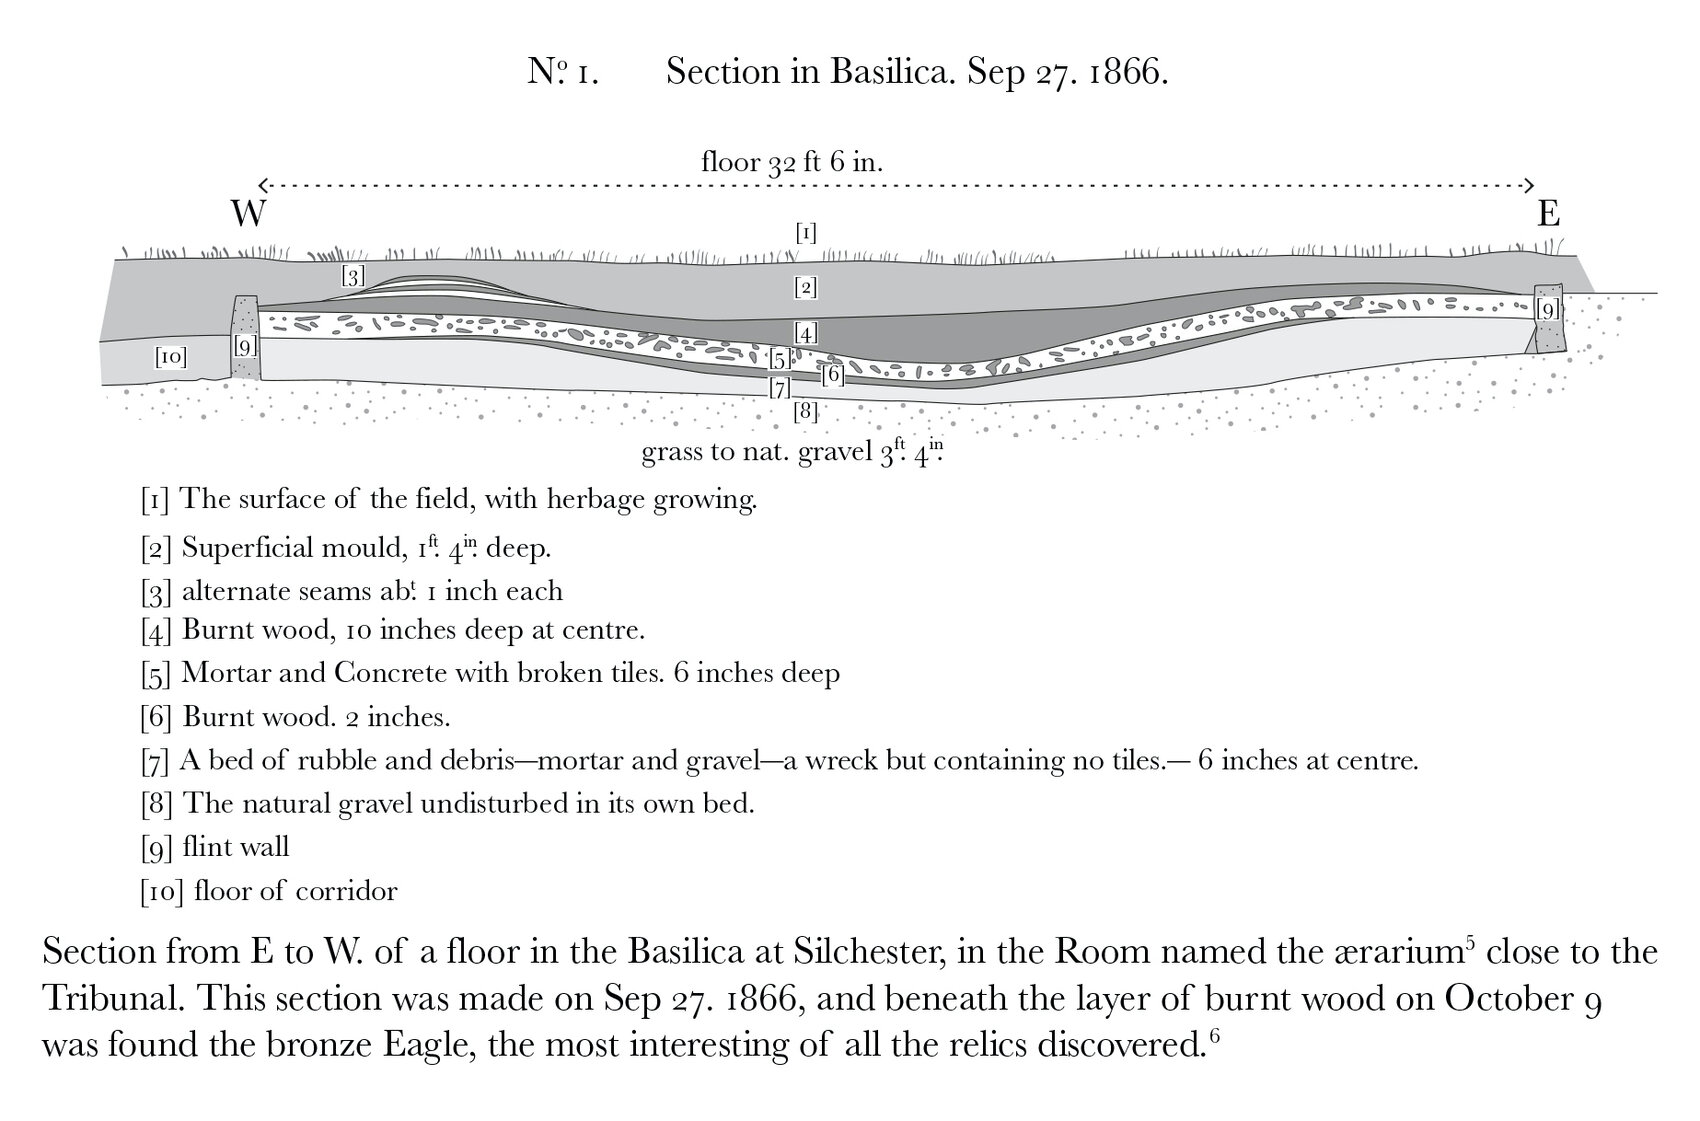 Nº. 1. Section in Basilica. Sep 27. 1866.
floor 32 ft 6 in.
W E
[1]
[3] [2]
[9]
[4]
[10] [9] [5]
[6]
[7]
[8]
grass to nat. gravel 3ft. 4in.
[1] The surface of the field, with herbage growing.
[2] Superficial mould, 1ft. 4in. deep.
[3] alternate seams abt. 1 inch each
[4] Burnt wood, 10 inches deep at centre.
[5] Mortar and Concrete with broken tiles. 6 inches deep
[6] Burnt wood. 2 inches.
[7] A bed of rubble and debris—mortar and gravel—a wreck but containing no tiles.— 6 inches at centre.
[8] The natural gravel undisturbed in its own bed.
[9] flint wall
[10] floor of corridor
Section from E to W. of a floor in the Basilica at Silchester, in the Room named the ærarium⁵ close to the
Tribunal. This section was made on Sep 27. 1866, and beneath the layer of burnt wood on October 9
was found the bronze Eagle, the most interesting of all the relics discovered.⁶